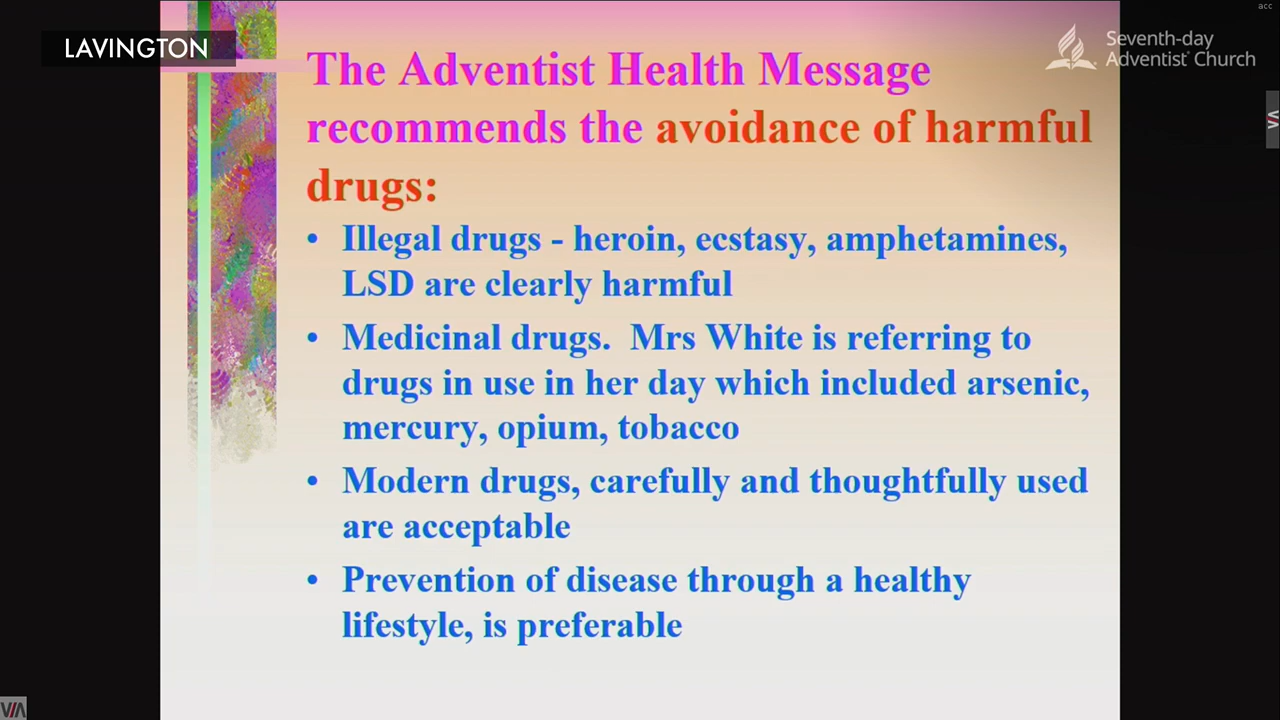 acc
LAVINGTON
Seventh-day
Adventist Church
The Adventist Health Message
recommends the avoidance of harmful
drugs:
• Illegal drugs - heroin, ecstasy, amphetamines,
LSD are clearly harmful
• Medicinal drugs.  Mrs White is referring to
drugs in use in her day which included arsenic,
mercury, opium, tobacco
• Modern drugs, carefully and thoughtfully used
are acceptable
• Prevention of disease through a healthy
lifestyle, is preferable
VIA